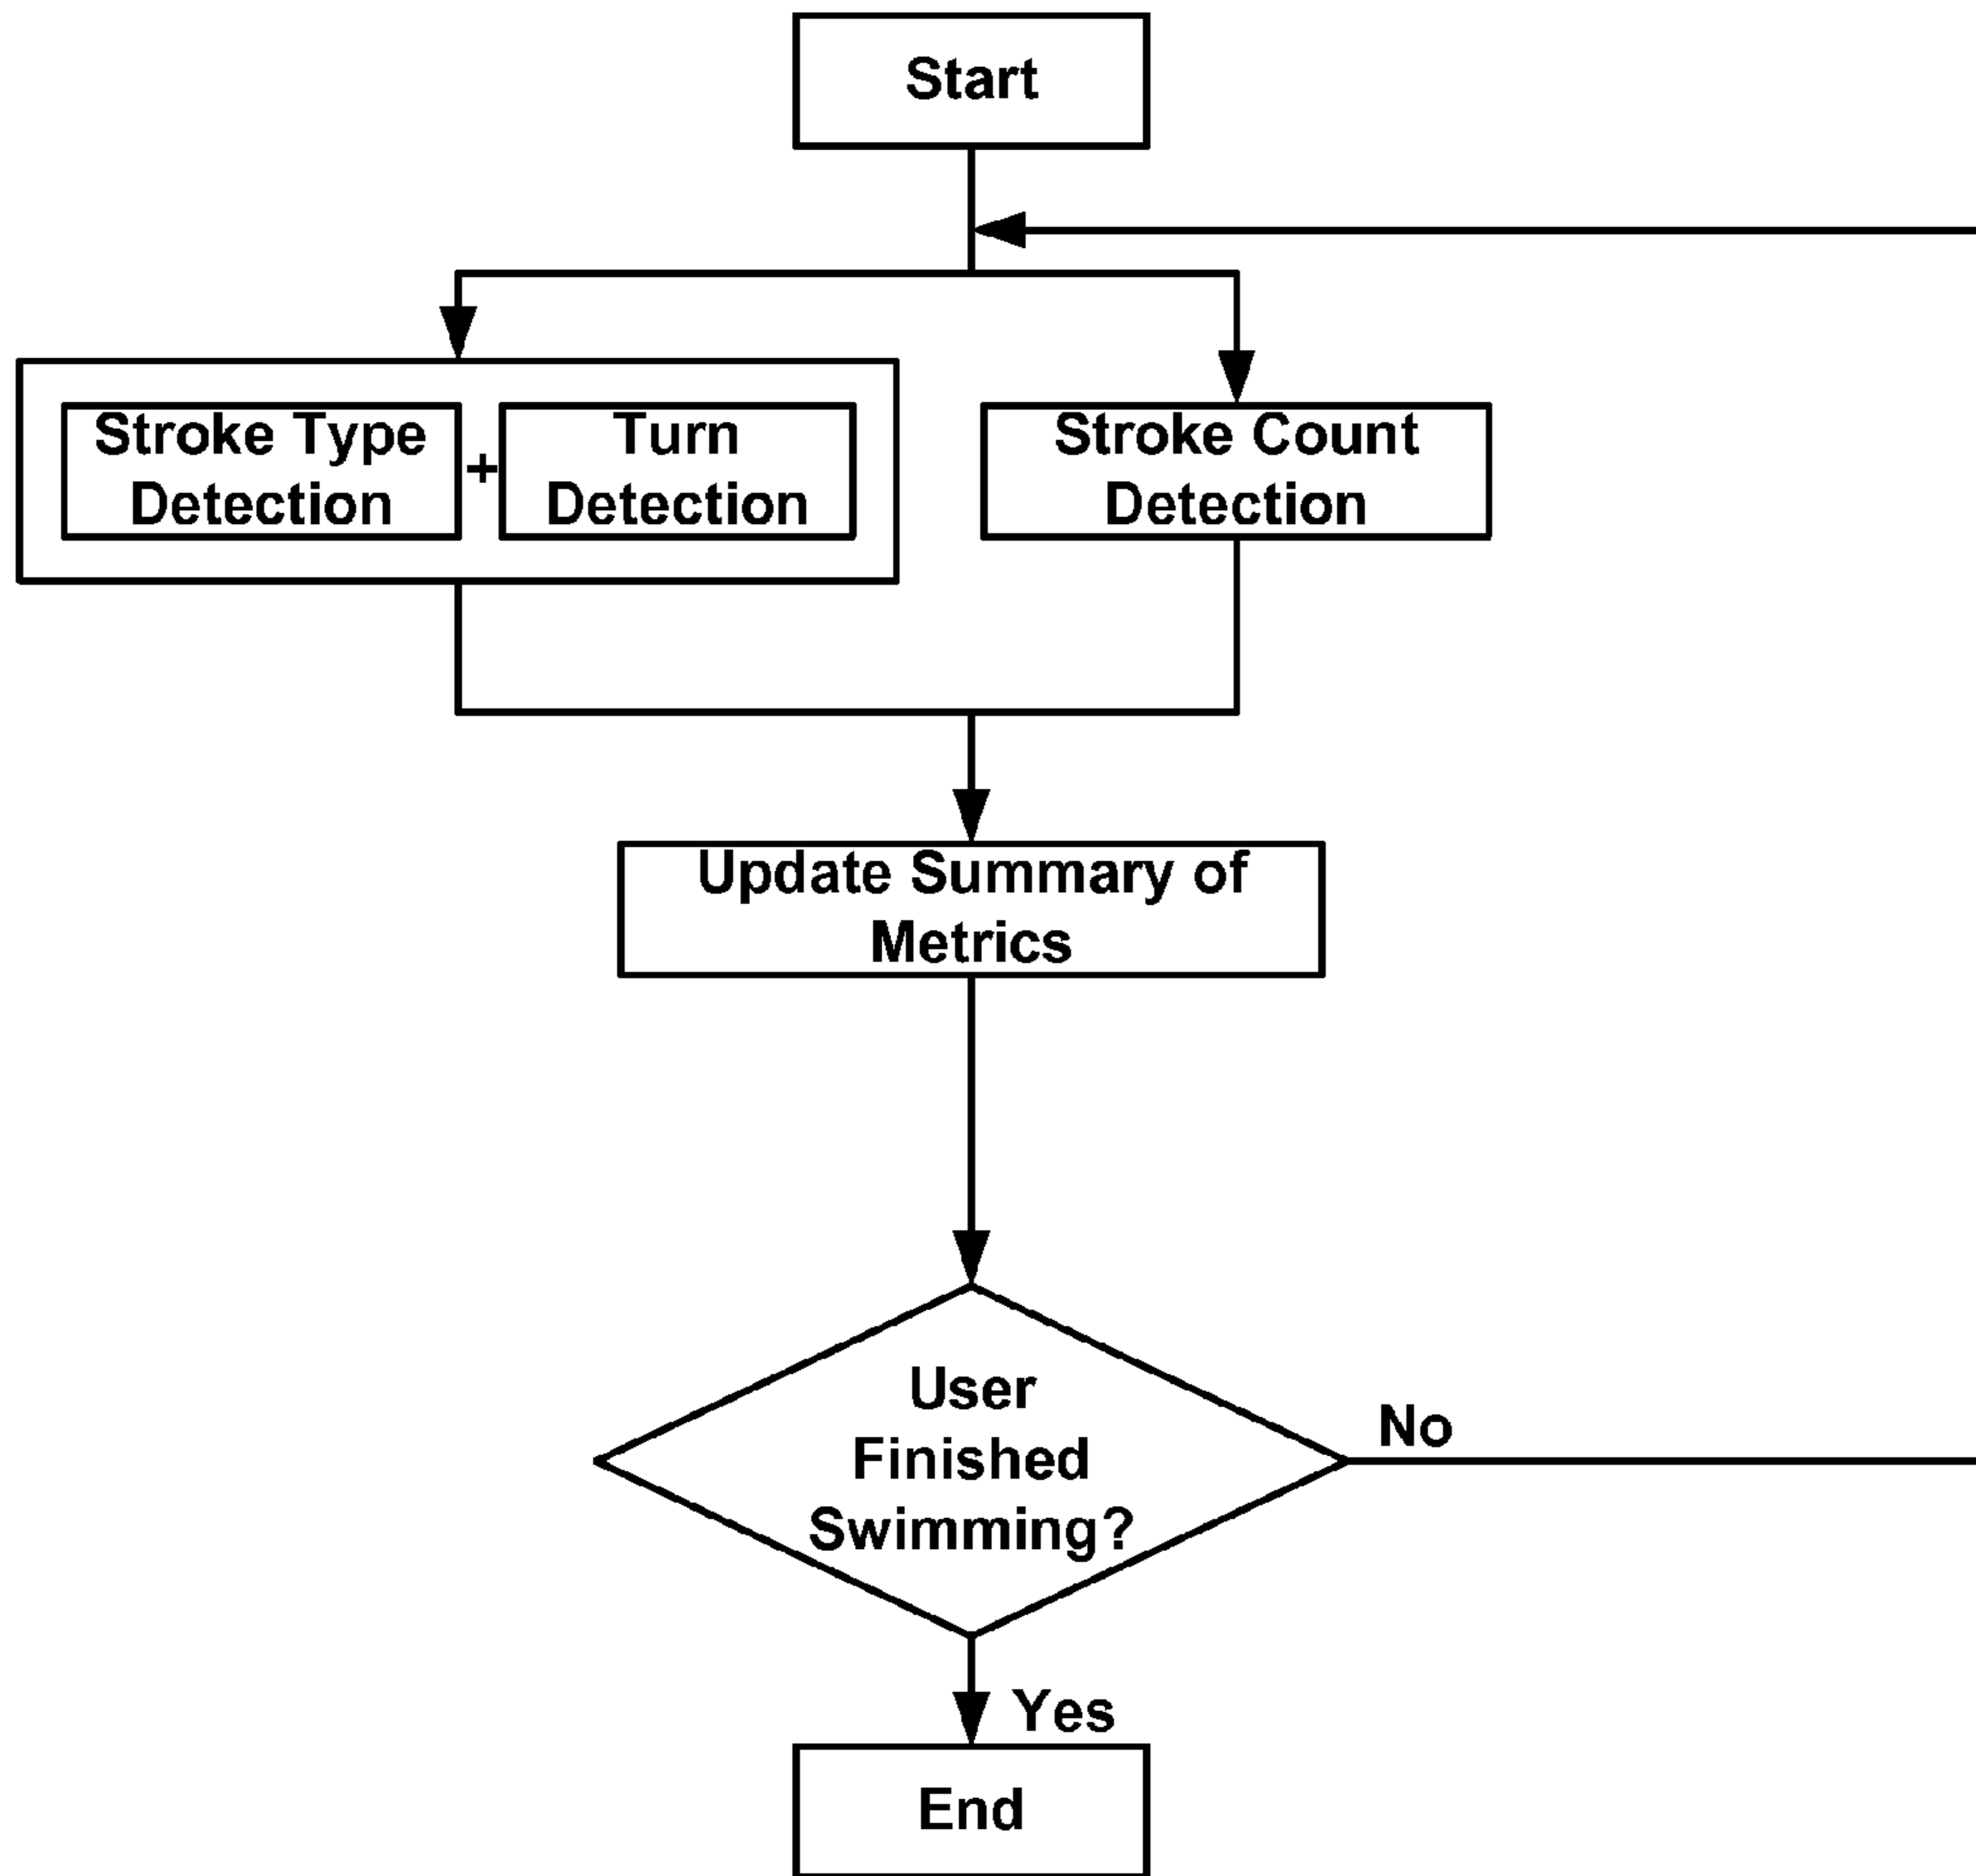 Start
Stroke Type
Detection
+
Turn
Detection
Stroke Count
Detection
Update Summary of
Metrics
User
Finished
Swimming?
No
Yes
End